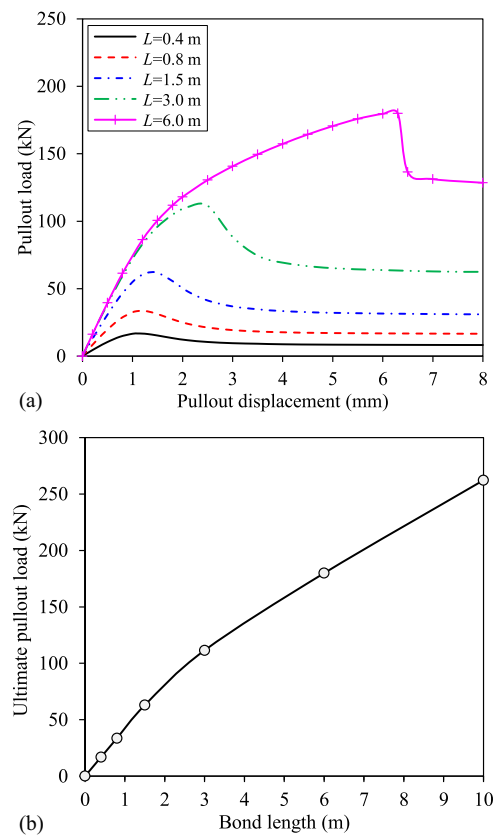 250
200
150
100
50
0
Pullout load (kN)
L=0.4 m
L=0.8 m
L=1.5 m
L=3.0 m
L=6.0 m
0 1 2 3 4 5 6 7 8
Pullout displacement (mm)
(a)
300
250
200
150
100
50
0
Ultimate pullout load (kN)
0 1 2 3 4 5 6 7 8 9 10
Bond length (m)
(b)